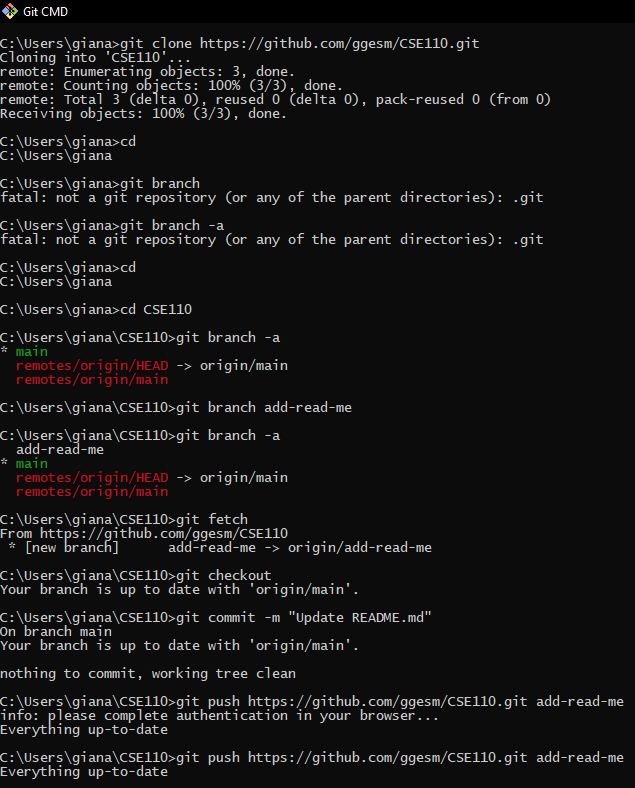 Git CMD
C:\Users\giana>git clone https://github.com/ggesm/CSE110.git
Cloning into 'CSE110'...
remote: Enumerating objects: 3, done.
remote: Counting objects: 100% (3/3), done.
remote: Total 3 (delta 0), reused 0 (delta 0), pack-reused 0 (from 0)
Receiving objects: 100% (3/3), done.
C:\Users\giana>cd
C:\Users\giana
C:\Users\giana>git branch
fatal: not a git repository (or any of the parent directories): .git
C:\Users\giana>git branch -a
fatal: not a git repository (or any of the parent directories): .git
C:\Users\giana>cd
C:\Users\giana
C:\Users\giana>cd CSE110
C:\Users\giana\CSE110>git branch -a
* main
  remotes/origin/HEAD -> origin/main
  remotes/origin/main
C:\Users\giana\CSE110>git branch add-read-me
C:\Users\giana\CSE110>git branch -a
  add-read-me
* main
  remotes/origin/HEAD -> origin/main
  remotes/origin/main
C:\Users\giana\CSE110>git fetch
From https://github.com/ggesm/CSE110
 * [new branch]      add-read-me -> origin/add-read-me
C:\Users\giana\CSE110>git checkout
Your branch is up to date with 'origin/main'.
C:\Users\giana\CSE110>git commit -m "Update README.md"
On branch main
Your branch is up to date with 'origin/main'.
nothing to commit, working tree clean
C:\Users\giana\CSE110>git push https://github.com/ggesm/CSE110.git add-read-me
info: please complete authentication in your browser...
Everything up-to-date
C:\Users\giana\CSE110>git push https://github.com/ggesm/CSE110.git add-read-me
Everything up-to-date